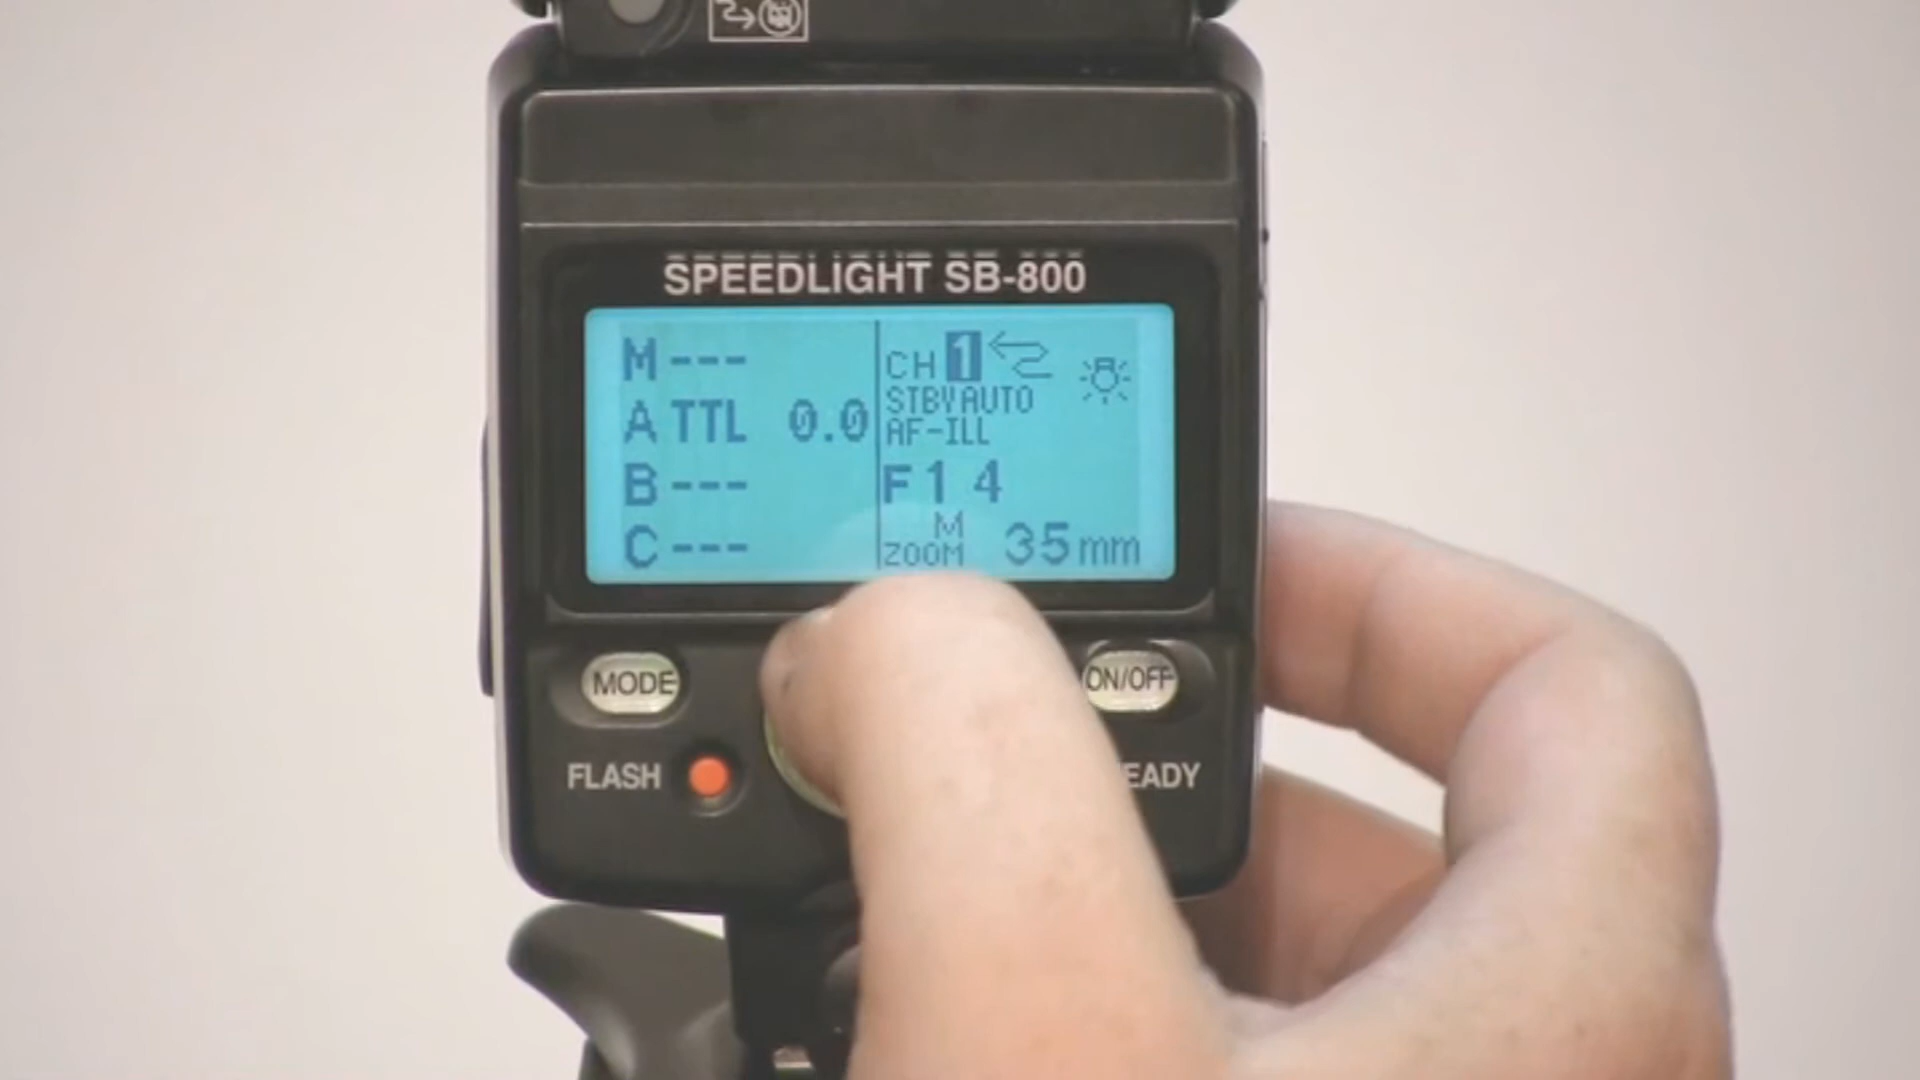 SPEEDLIGHT SB-800
M ---
A TTL 0.0
B ---
C ---
CH 1
STBY AUTO
AF-ILL
F1 4
M
ZOOM 35mm
MODE
ON/OFF
FLASH
EADY